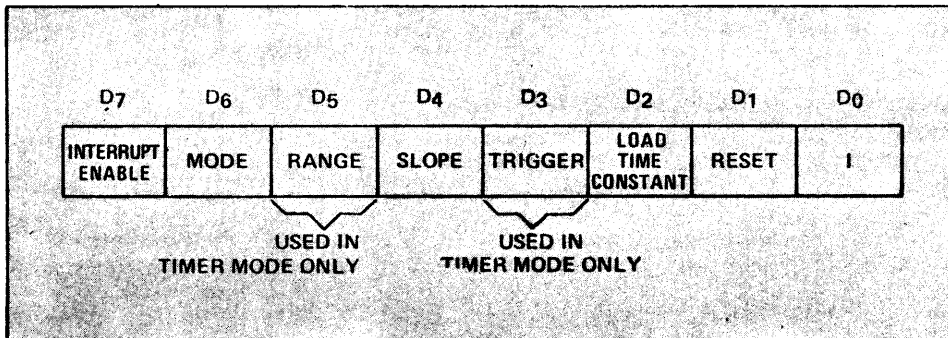 D7 D6 D5 D4 D3 D2 D1 D0
INTERRUPT ENABLE MODE RANGE SLOPE TRIGGER LOAD TIME CONSTANT RESET I
USED IN TIMER MODE ONLY
USED IN TIMER MODE ONLY